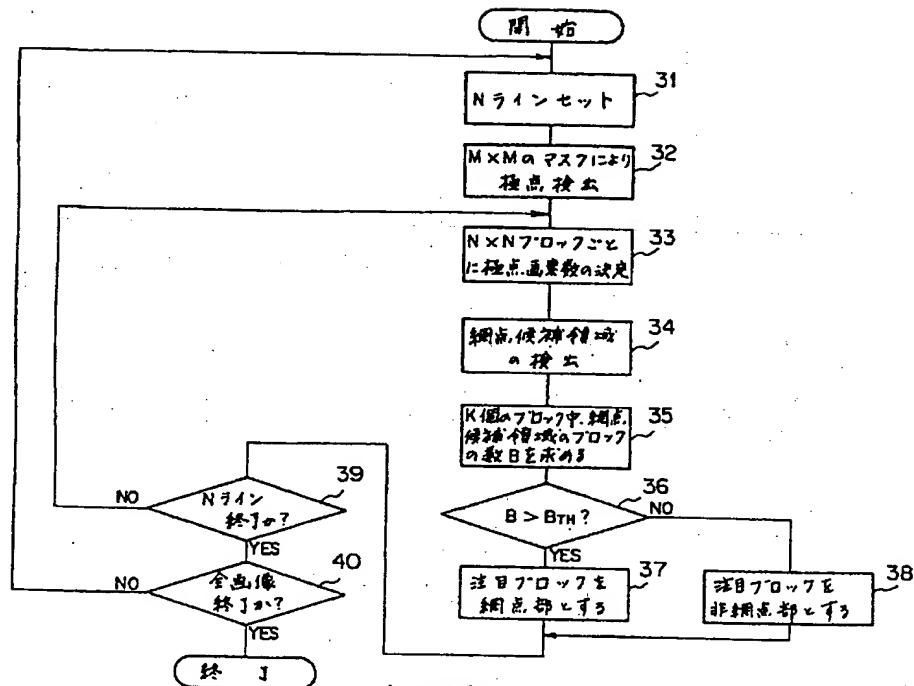 開始
31
Nラインセット
32
M×Mのマスクにより
極点検出
33
N×Nブロックごと
に極点画素数の決定
34
網点候補領域
の検出
35
K個のブロック中、網点
候補領域のブロック
の数Bを求める
36
B > BTH?
NO
YES
37
注目ブロックを
網点部とする
38
注目ブロックを
非網点部とする
39
Nライン
終了か?
NO
YES
40
全画像
終了か?
NO
YES
終了